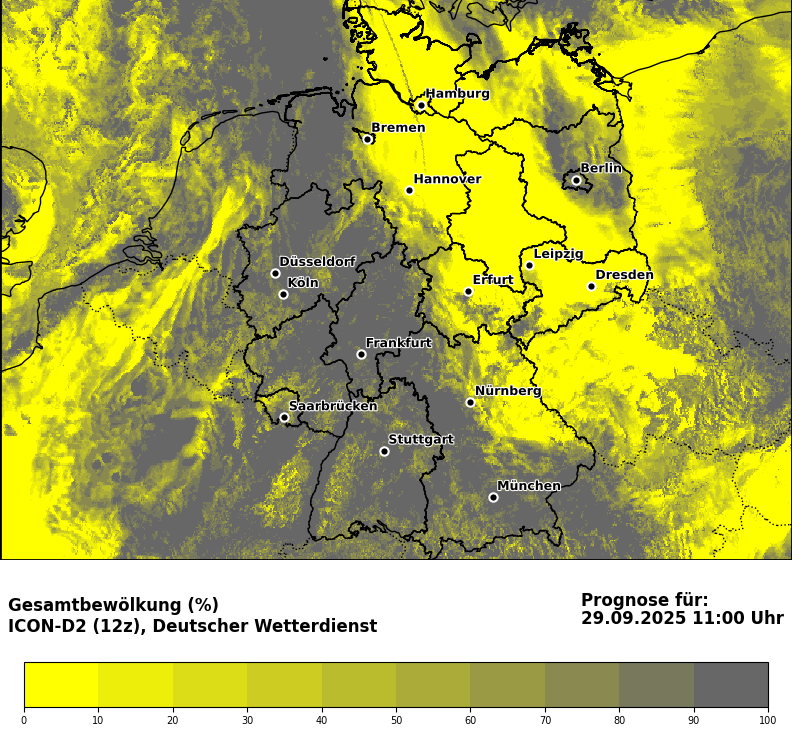 Hamburg
Bremen
Berlin
Hannover
Leipzig
Düsseldorf
Dresden
Erfurt
Köln
Frankfurt
Nürnberg
Saarbrücken
Stuttgart
München
Gesamtbewölkung (%)
ICON-D2 (12z), Deutscher Wetterdienst
Prognose für:
29.09.2025 11:00 Uhr
0 10 20 30 40 50 60 70 80 90 100